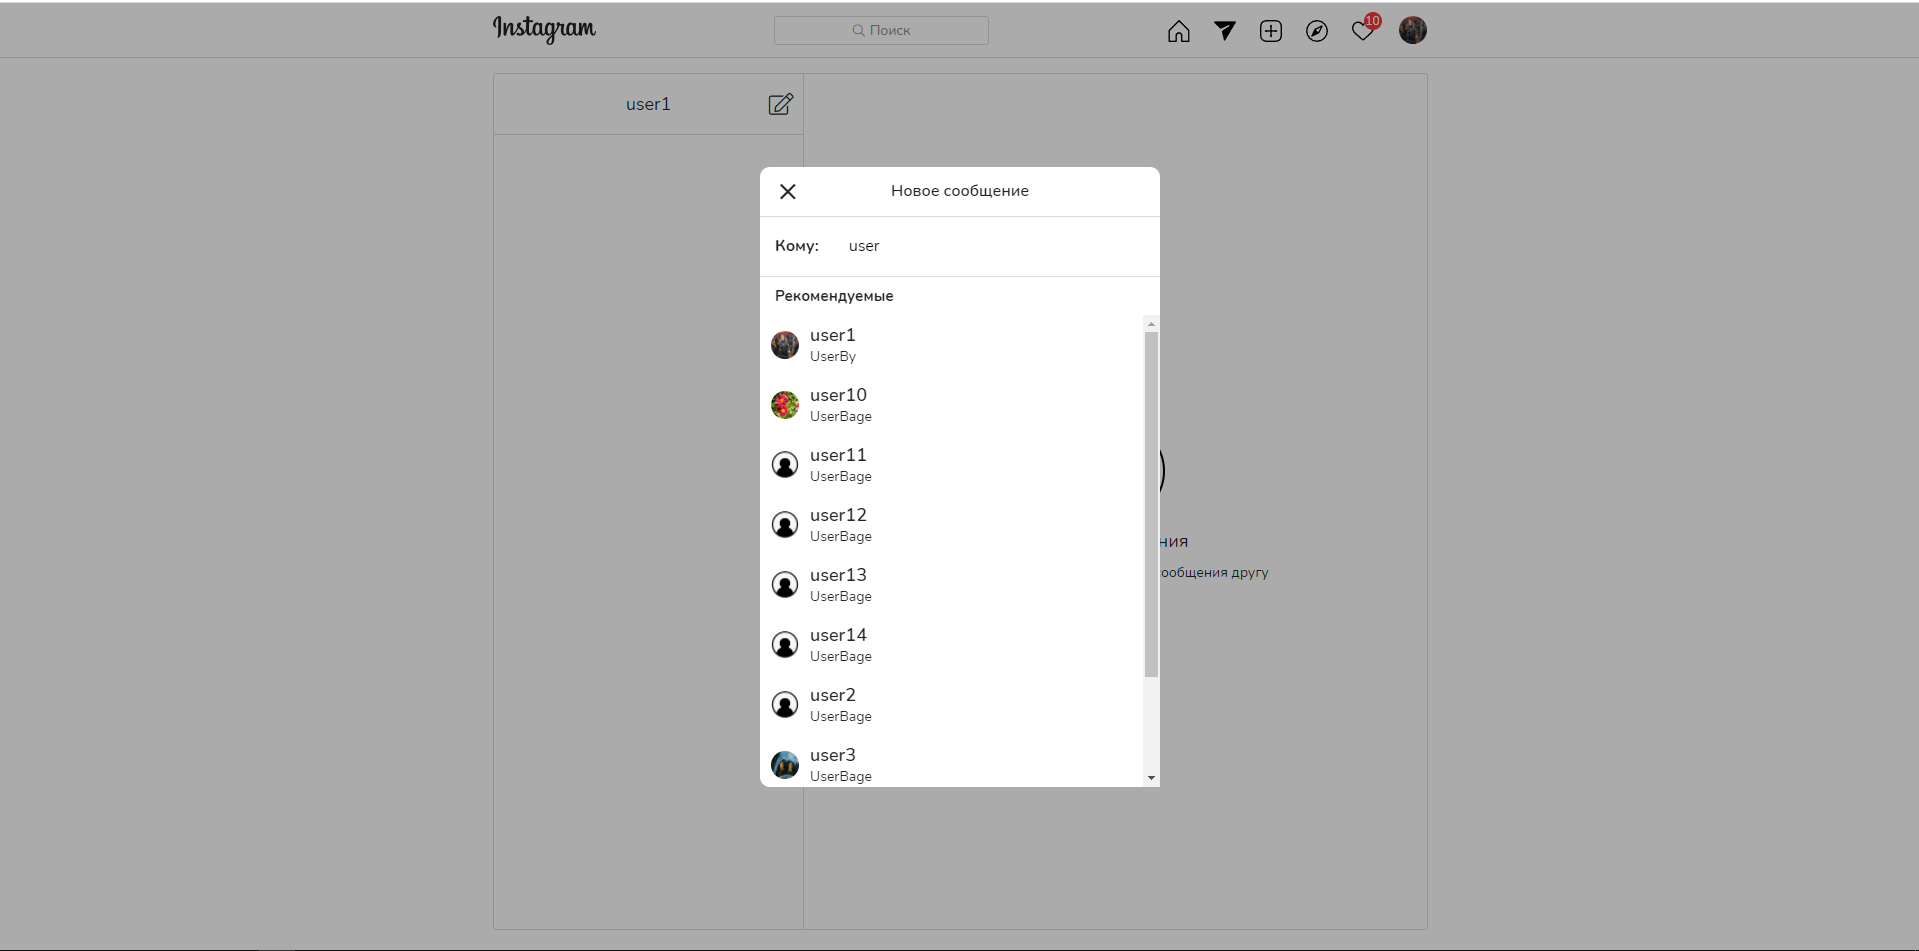 Instagram
Поиск
10
user1
Новое сообщение
Кому: user
Рекомендуемые
user1
UserBy
user10
UserBage
user11
UserBage
user12
UserBage
user13
UserBage
user14
UserBage
user2
UserBage
user3
UserBage
ния
ообщения другу